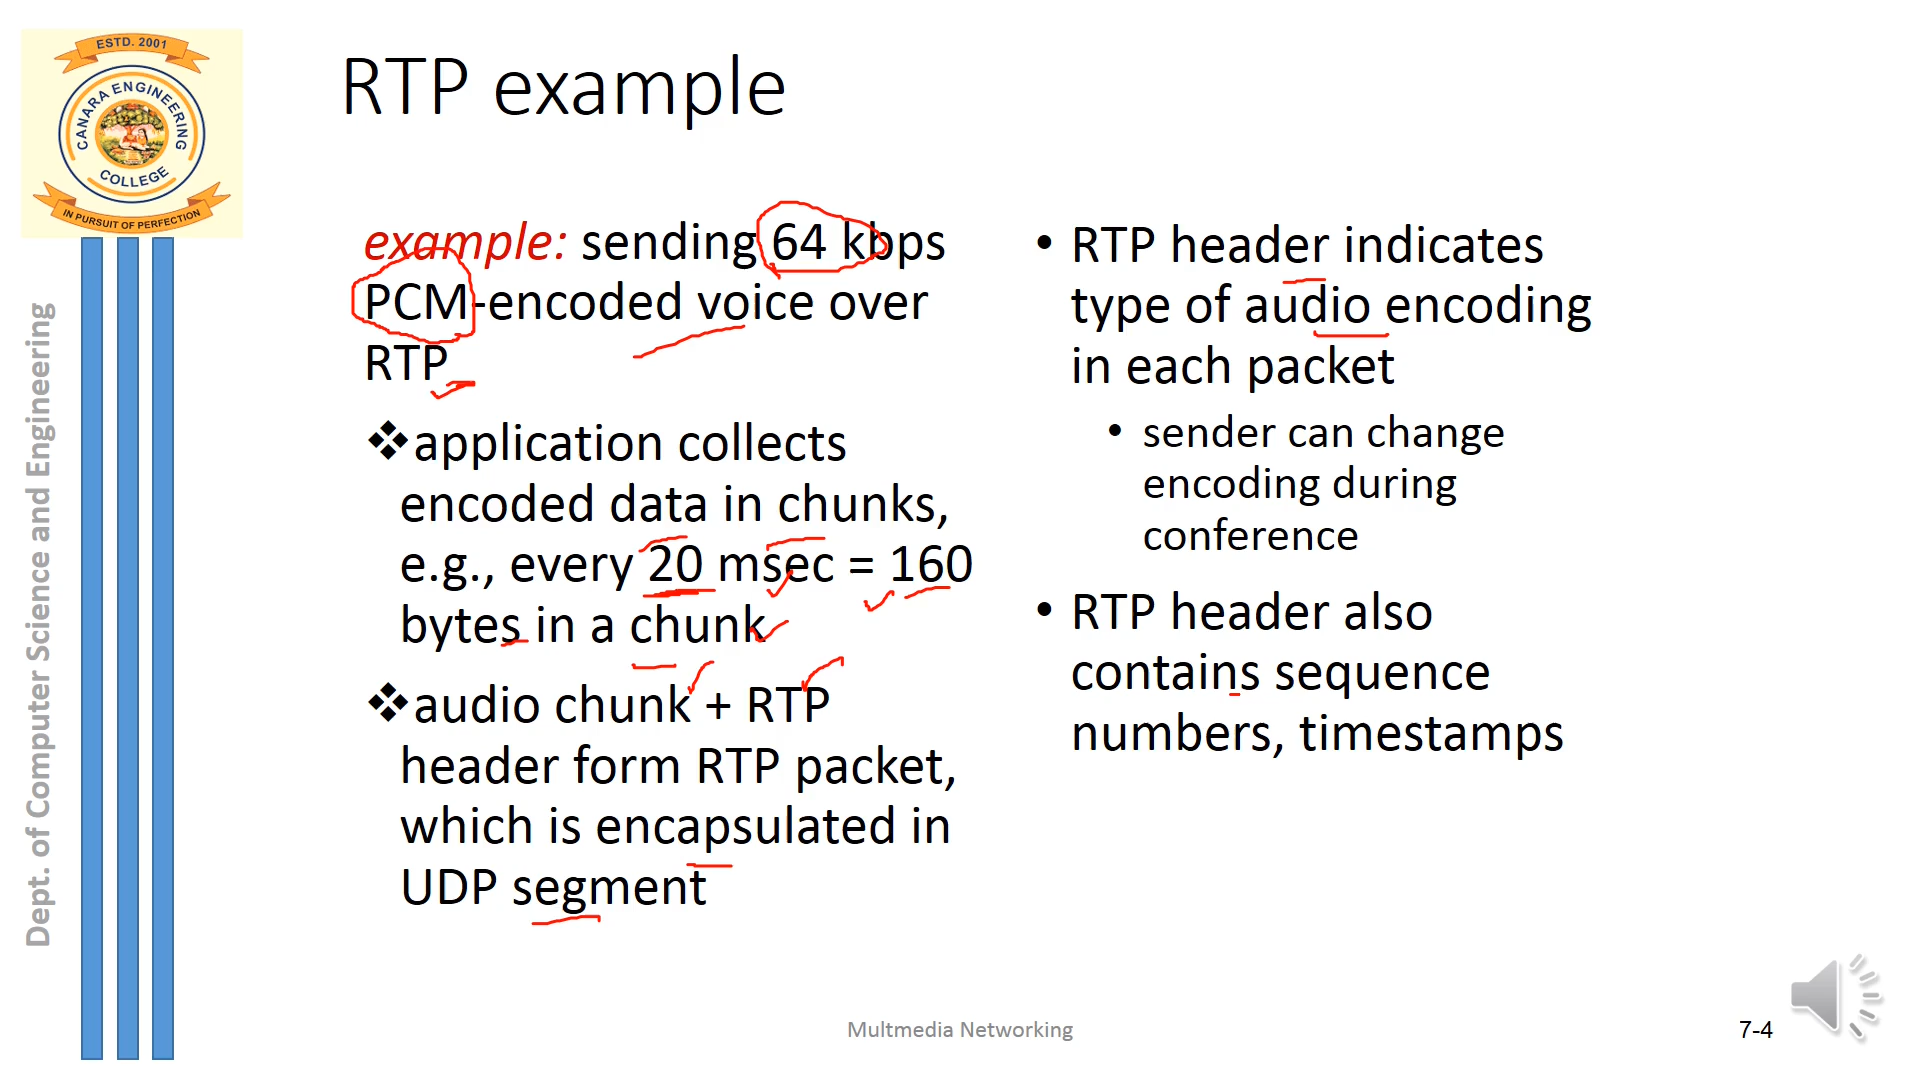 ESTD. 2001
CANARA ENGINEERING
COLLEGE
IN PURSUIT OF PERFECTION
Dept. of Computer Science and Engineering
RTP example
example: sending 64 kbps
PCM-encoded voice over
RTP
❖application collects
encoded data in chunks,
e.g., every 20 msec = 160
bytes in a chunk
❖audio chunk + RTP
header form RTP packet,
which is encapsulated in
UDP segment
• RTP header indicates
type of audio encoding
in each packet
• sender can change
encoding during
conference
• RTP header also
contains sequence
numbers, timestamps
Multmedia Networking
7-4